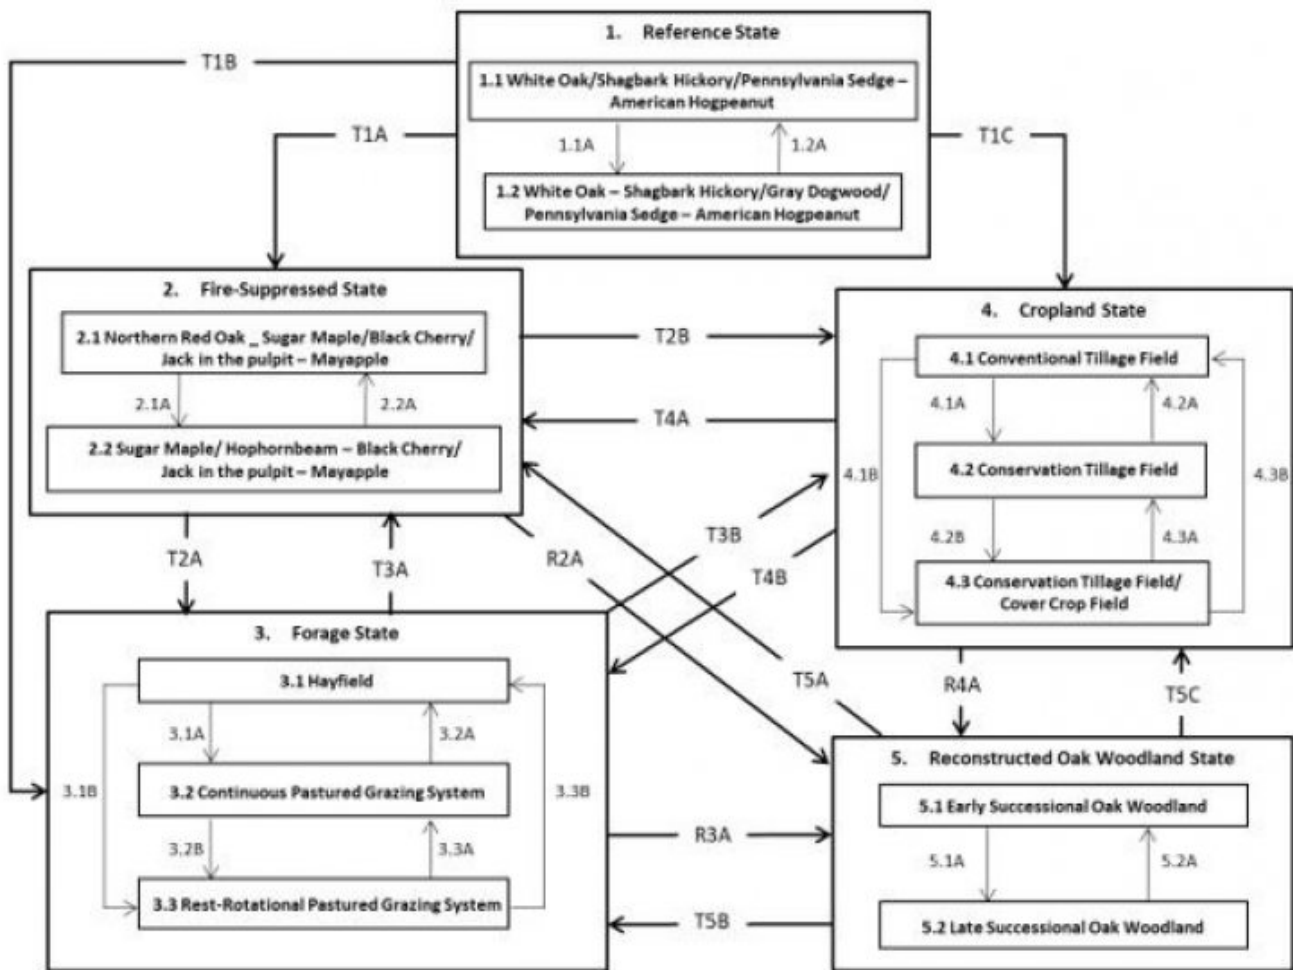 1. Reference State
1.1 White Oak/Shagbark Hickory/Pennsylvania Sedge –
American Hogpeanut
1.1A
1.2A
1.2 White Oak – Shagbark Hickory/Gray Dogwood/
Pennsylvania Sedge – American Hogpeanut
T1B
T1A
T1C
2. Fire-Suppressed State
2.1 Northern Red Oak _ Sugar Maple/Black Cherry/
Jack in the pulpit – Mayapple
2.1A
2.2A
2.2 Sugar Maple/ Hophornbeam – Black Cherry/
Jack in the pulpit – Mayapple
T2B
T4A
4. Cropland State
4.1 Conventional Tillage Field
4.1A
4.2A
4.2 Conservation Tillage Field
4.1B
4.3B
4.2B
4.3A
4.3 Conservation Tillage Field/
Cover Crop Field
T2A
T3A
R2A
T3B
T4B
T5A
R4A
T5C
3. Forage State
3.1 Hayfield
3.1A
3.2A
3.2 Continuous Pastured Grazing System
3.1B
3.3B
3.2B
3.3A
3.3 Rest-Rotational Pastured Grazing System
R3A
T5B
5. Reconstructed Oak Woodland State
5.1 Early Successional Oak Woodland
5.1A
5.2A
5.2 Late Successional Oak Woodland